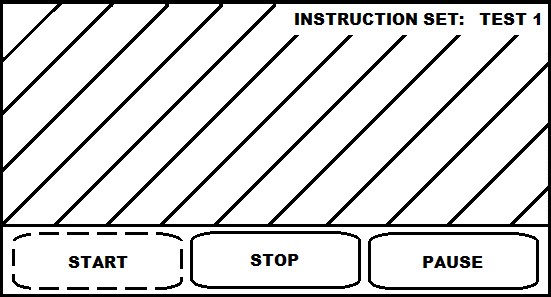 INSTRUCTION SET: TEST 1
START
STOP
PAUSE